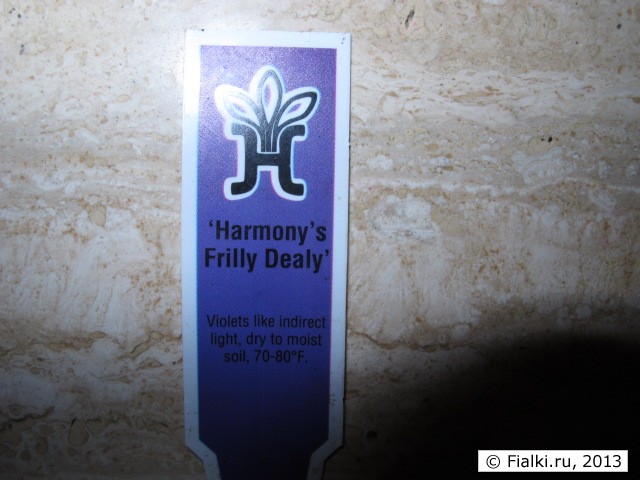 H
‘Harmony’s
Frilly Dealy’
Violets like indirect
light, dry to moist
soil, 70-80°F.
© Fialki.ru, 2013